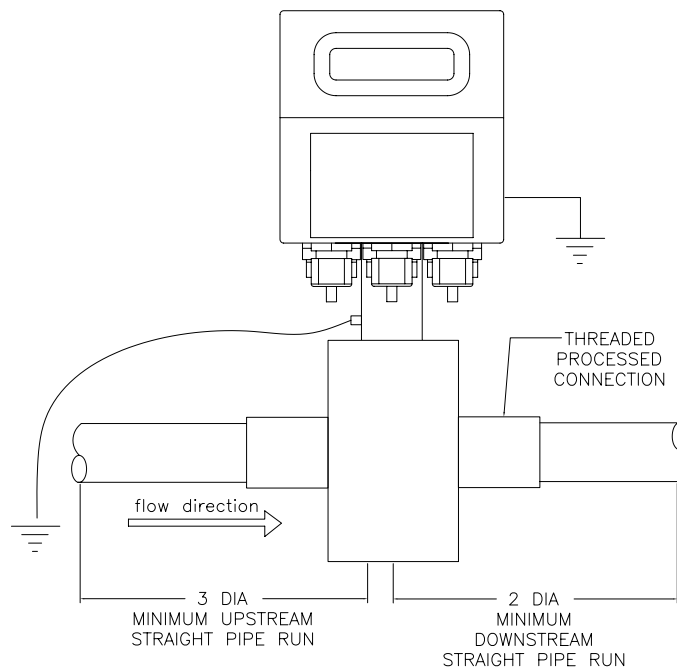 THREADED
PROCESSED
CONNECTION
flow direction
3 DIA
MINIMUM UPSTREAM
STRAIGHT PIPE RUN
2 DIA
MINIMUM
DOWNSTREAM
STRAIGHT PIPE RUN